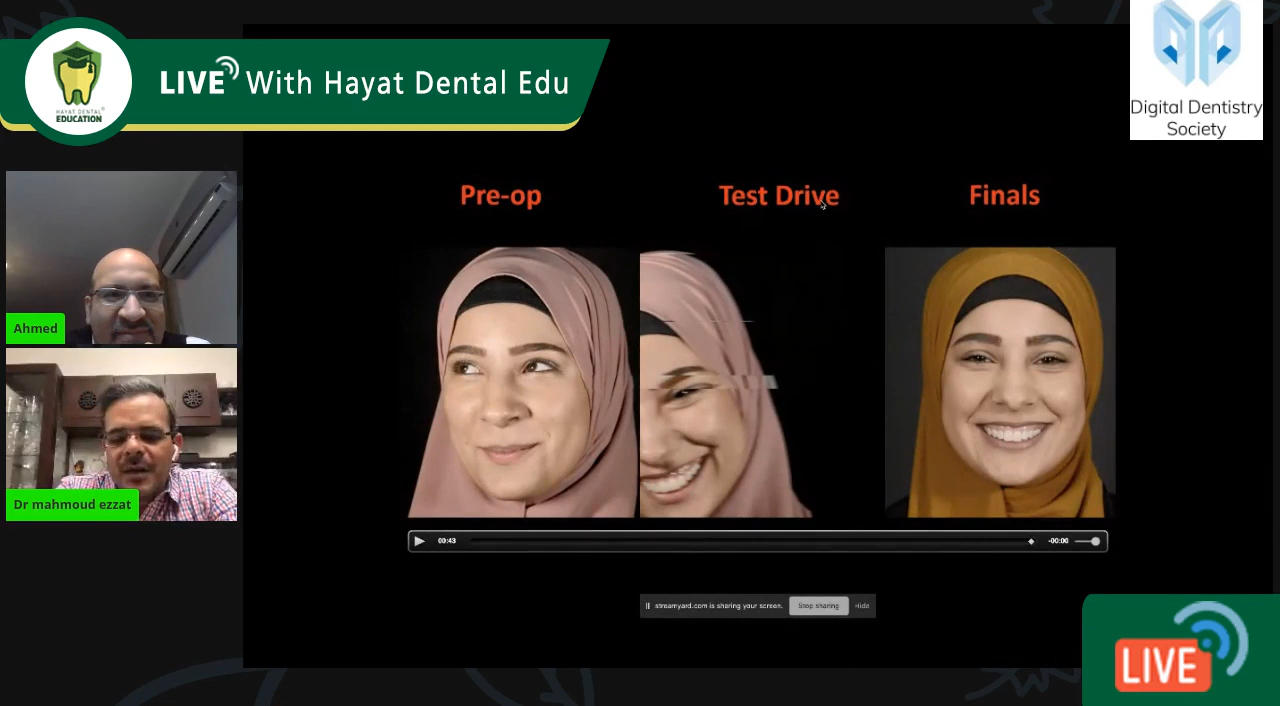 LIVE With Hayat Dental Edu
HAYAT DENTAL
EDUCATION
Digital Dentistry
Society
Pre-op
Test Drive
Finals
Ahmed
Dr mahmoud ezzat
00:43
-00:00
streamyard.com is sharing your screen.
Stop sharing
Hide
LIVE